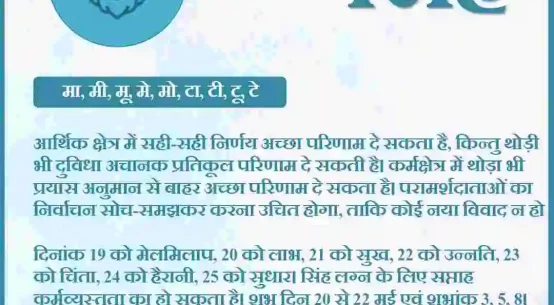 मा, मी, मू, मे, मो, टा, टी, टू, टे
आर्थिक क्षेत्र में सही-सही निर्णय अच्छा परिणाम दे सकता है, किन्तु थोड़ी
भी दुविधा अचानक प्रतिकूल परिणाम दे सकती है। कर्मक्षेत्र में थोड़ा भी
प्रयास अनुमान से बाहर अच्छा परिणाम दे सकता है। परामर्शदाताओं का
निर्वाचन सोच-समझकर करना उचित होगा, ताकि कोई नया विवाद न हो
दिनांक 19 को मेलमिलाप, 20 को लाभ, 21 को सुख, 22 को उन्नति, 23
को चिंता, 24 को हैरानी, 25 को सुधार। सिंह लग्न के लिए सप्ताह
कर्मव्यस्तता का हो सकता है। शुभ दिन 20 से 22 मई एवं शुभांक 3, 5, 8।